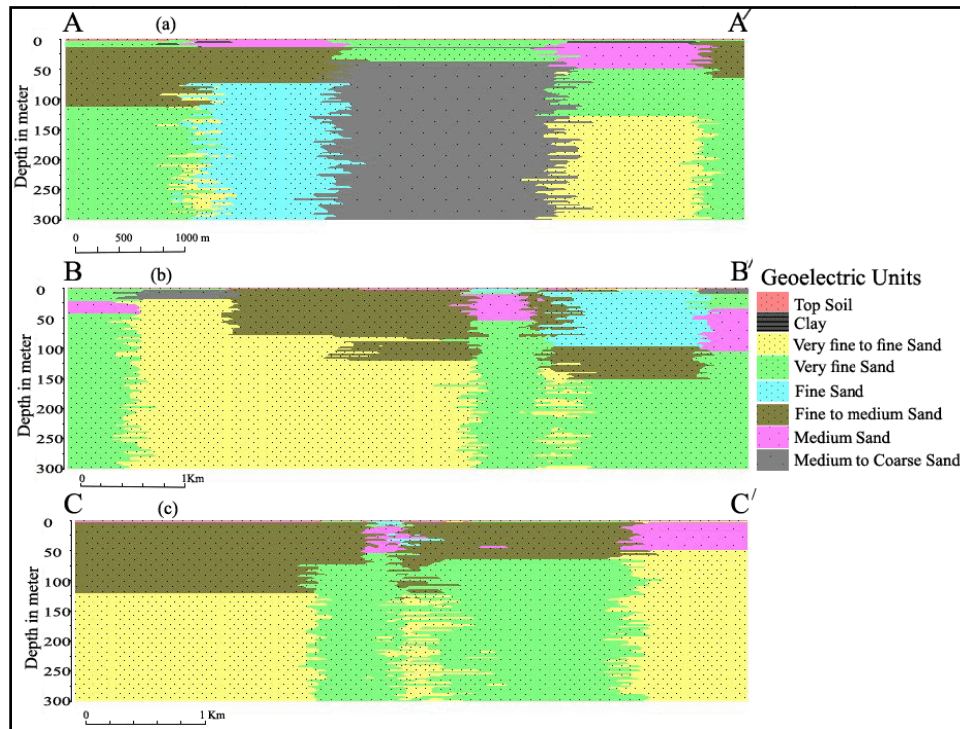 A (a) A′
Depth in meter
0
50
100
150
200
250
300
0 500 1000 m
B (b) B′
Depth in meter
0
50
100
150
200
250
300
0 1Km
C (c) C′
Depth in meter
0
50
100
150
200
250
300
0 1 Km
Geoelectric Units
Top Soil
Clay
Very fine to fine Sand
Very fine Sand
Fine Sand
Fine to medium Sand
Medium Sand
Medium to Coarse Sand